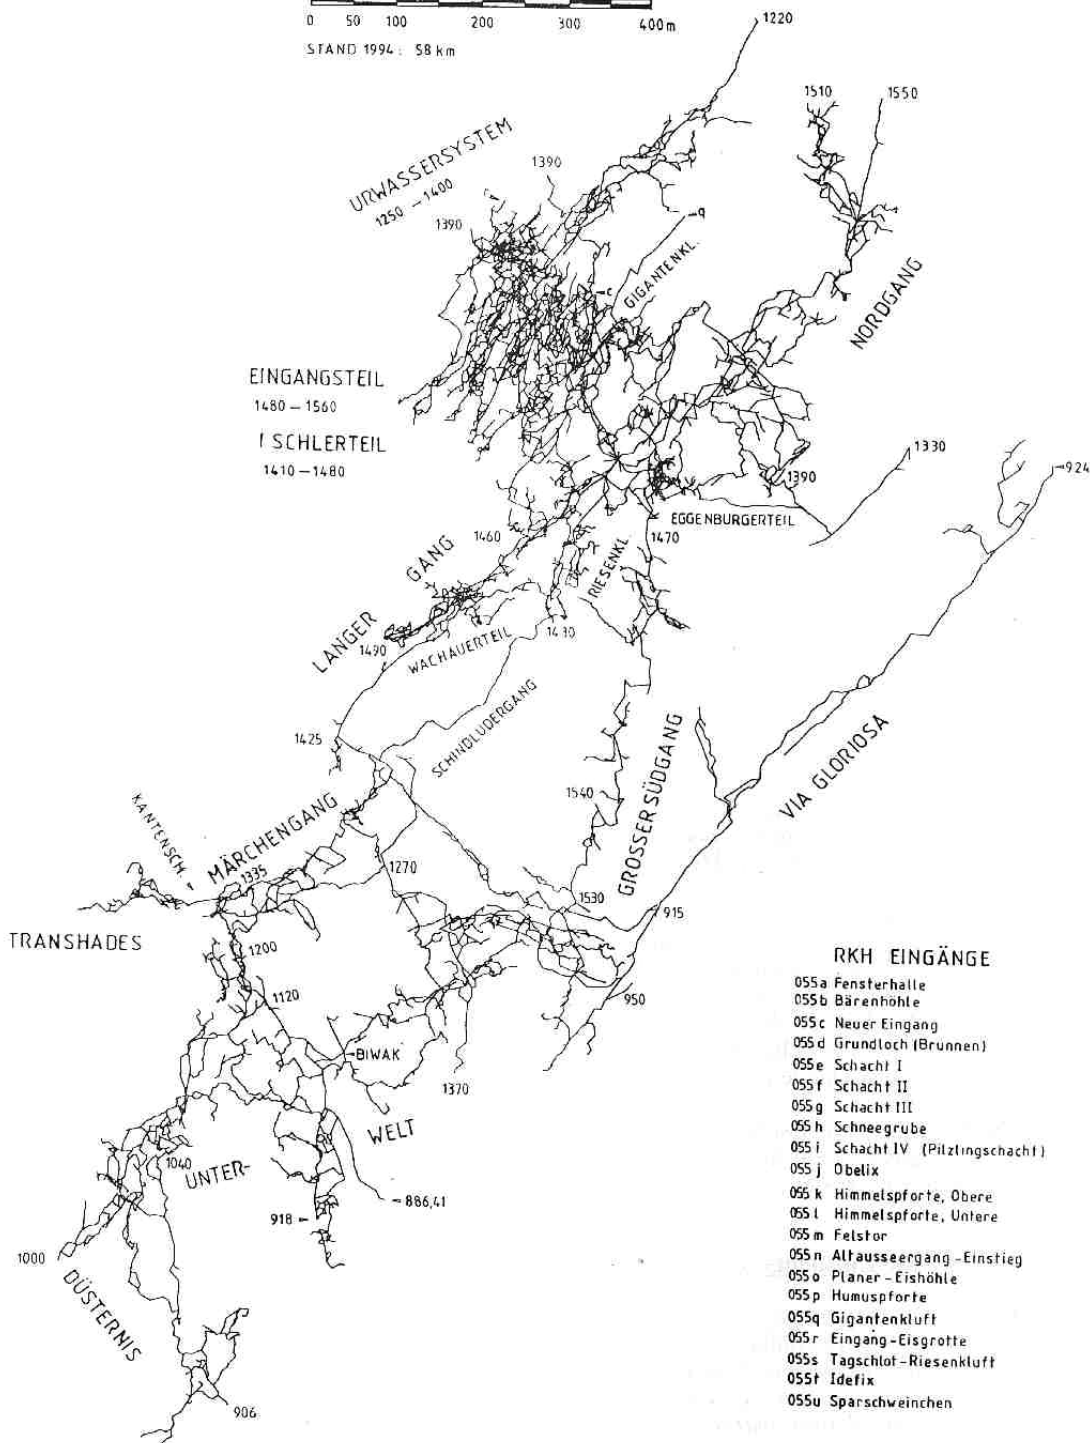 0 50 100 200 300 400m
STAND 1994: 58 km
1220
1510
1550
URWASSERSYSTEM
1250 – 1400
1390
1390
q
GIGANTENKL.
c
NORDGANG
EINGANGSTEIL
1480 – 1560
ISCHLERTEIL
1410 – 1480
1330
924
1390
EGGENBURGERTEIL
1460
1470
LANGER GANG
RIESENKL
1490
WACHAUERTEIL
1430
1425
SCHINDLUDERGANG
GROSSER SÜDGANG
VIA GLORIOSA
1540
KANTENSCH.
MÄRCHENGANG
1335
1270
1530
915
TRANSHADES
1200
1120
950
BIWAK
1370
UNTER-
WELT
1040
886,41
918
1000
DÜSTERNIS
906
RKH EINGÄNGE
055a Fensterhalle
055b Bärenhöhle
055c Neuer Eingang
055d Grundloch (Brunnen)
055e Schacht I
055f Schacht II
055g Schacht III
055h Schneegrube
055i Schacht IV (Pilzlingschacht)
055j Obelix
055k Himmelspforte, Obere
055l Himmelspforte, Untere
055m Felstor
055n Altausseergang-Einstieg
055o Planer-Eishöhle
055p Humuspforte
055q Gigantenkluft
055r Eingang-Eisgrotte
055s Tagschlot-Riesenkluft
055t Idefix
055u Sparschweinchen